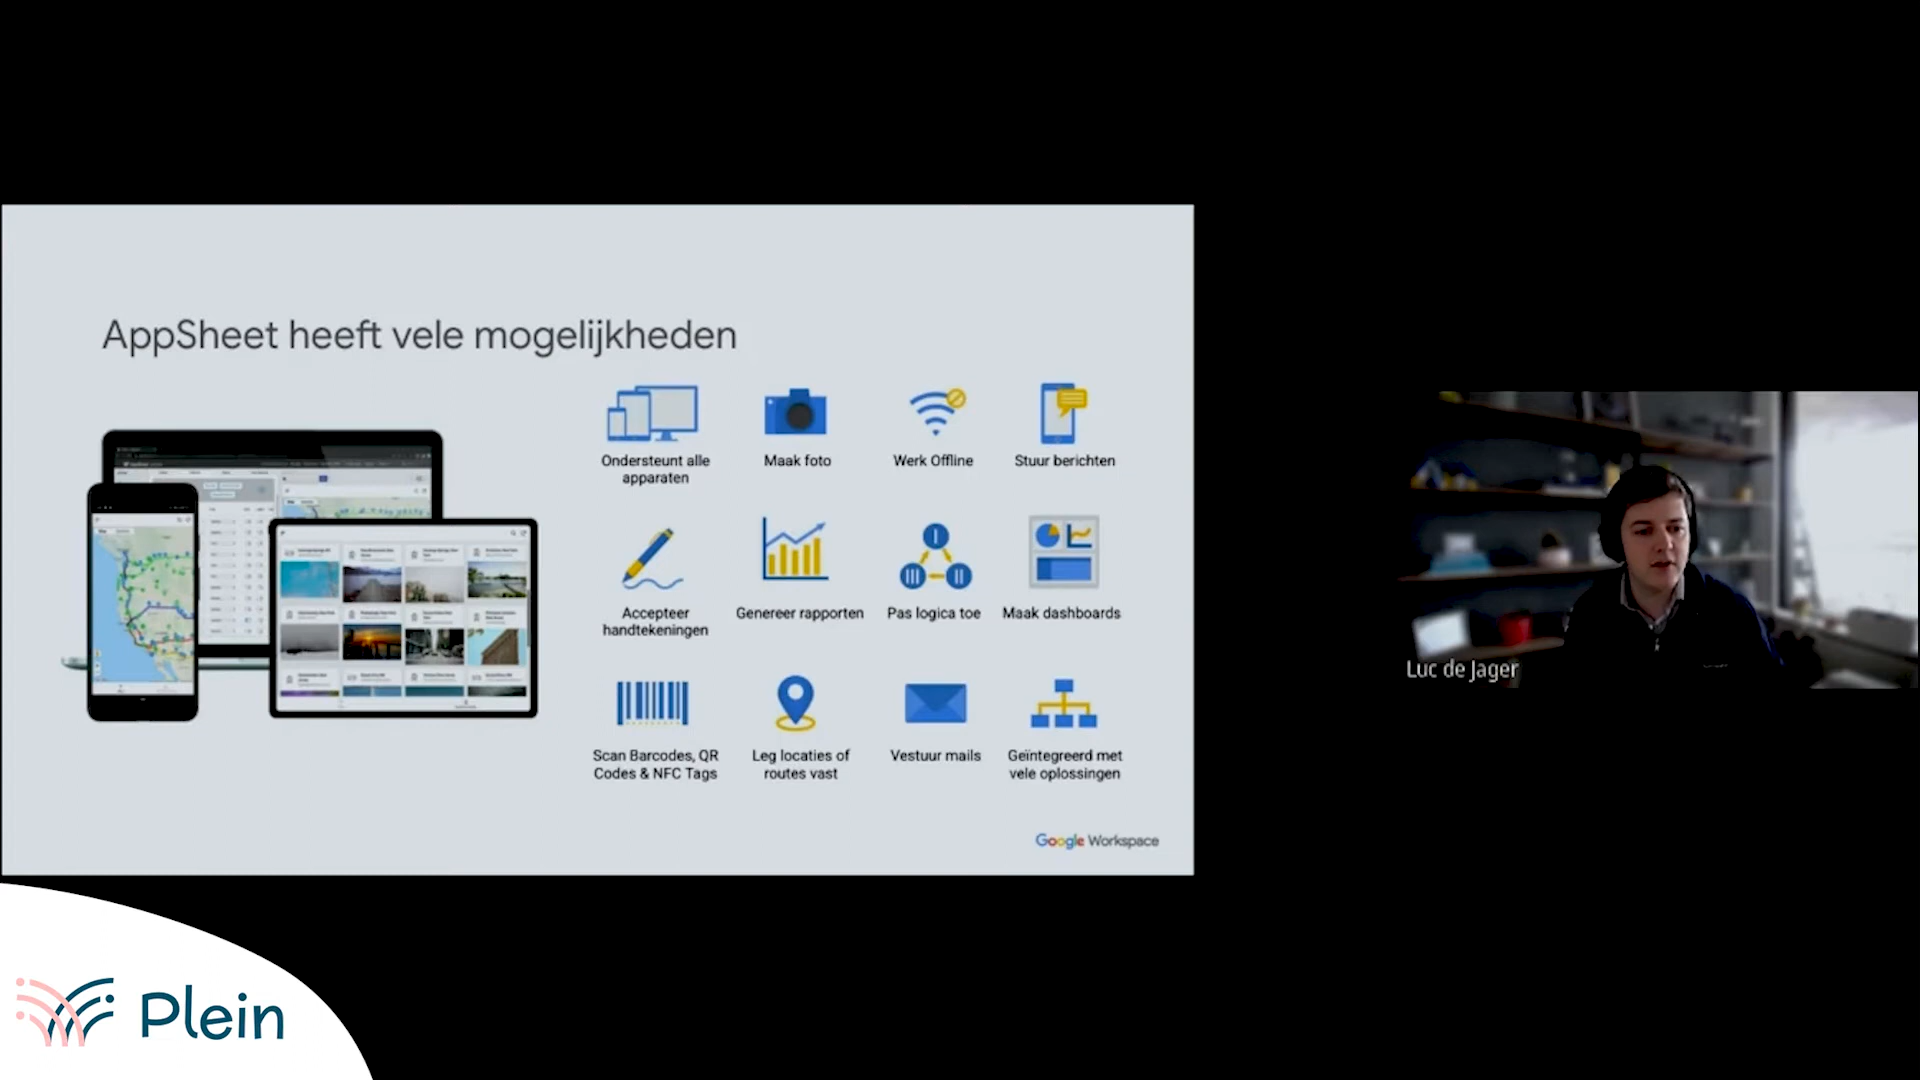 AppSheet heeft vele mogelijkheden
Ondersteunt alle
apparaten
Maak foto
Werk Offline
Stuur berichten
Accepteer
handtekeningen
Genereer rapporten
Pas logica toe
Maak dashboards
Scan Barcodes, QR
Codes & NFC Tags
Leg locaties of
routes vast
Vestuur mails
Geïntegreerd met
vele oplossingen
Google Workspace
Luc de Jager
Plein